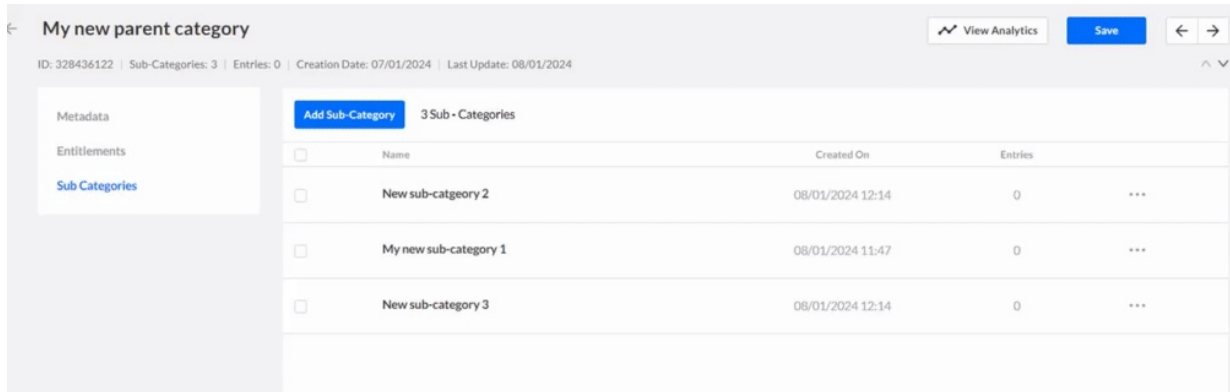 My new parent category
View Analytics
Save
ID: 328436122 | Sub-Categories: 3 | Entries: 0 | Creation Date: 07/01/2024 | Last Update: 08/01/2024
Metadata
Entitlements
Sub Categories
Add Sub-Category 3 Sub - Categories
Name Created On Entries
New sub-catgeory 2 08/01/2024 12:14 0
My new sub-category 1 08/01/2024 11:47 0
New sub-category 3 08/01/2024 12:14 0